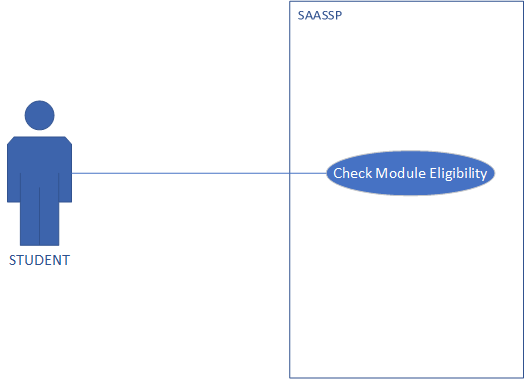 SAASSP
Check Module Eligibility
STUDENT